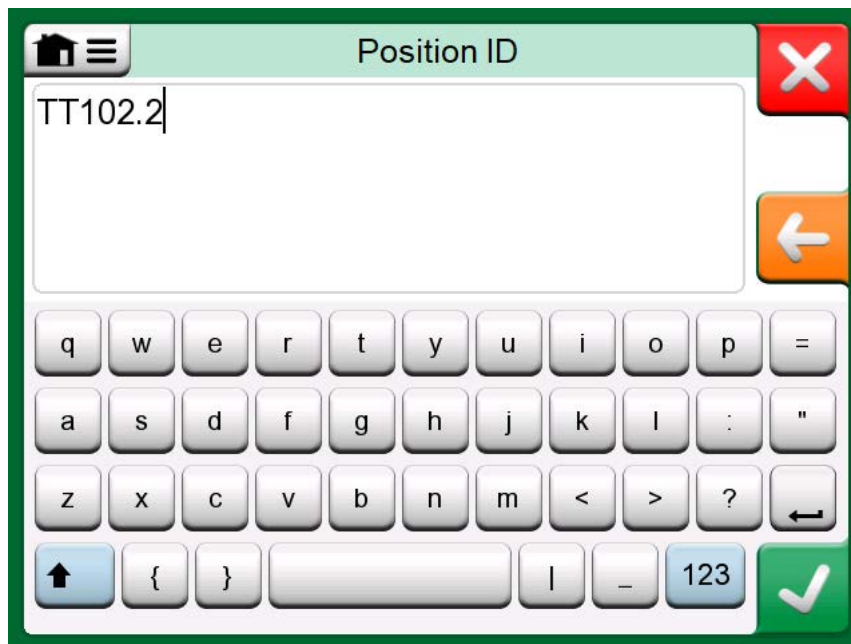 Position ID
TT102.2
q w e r t y u i o p =
a s d f g h j k l : "
z x c v b n m < > ?
{ } | _ 123